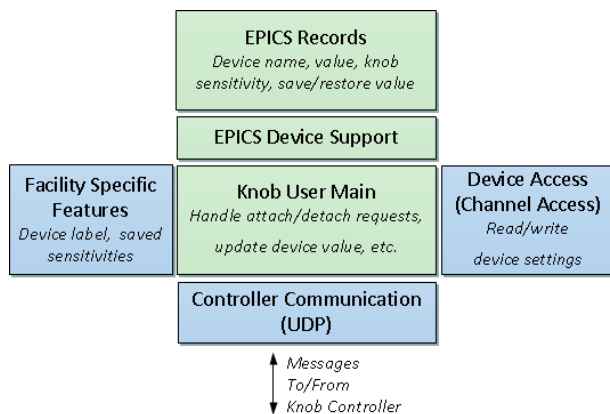 EPICS Records
Device name, value, knob
sensitivity, save/restore value
EPICS Device Support
Facility Specific
Features
Device label, saved
sensitivities
Knob User Main
Handle attach/detach requests,
update device value, etc.
Device Access
(Channel Access)
Read/write
device settings
Controller Communication
(UDP)
Messages
To/From
Knob Controller